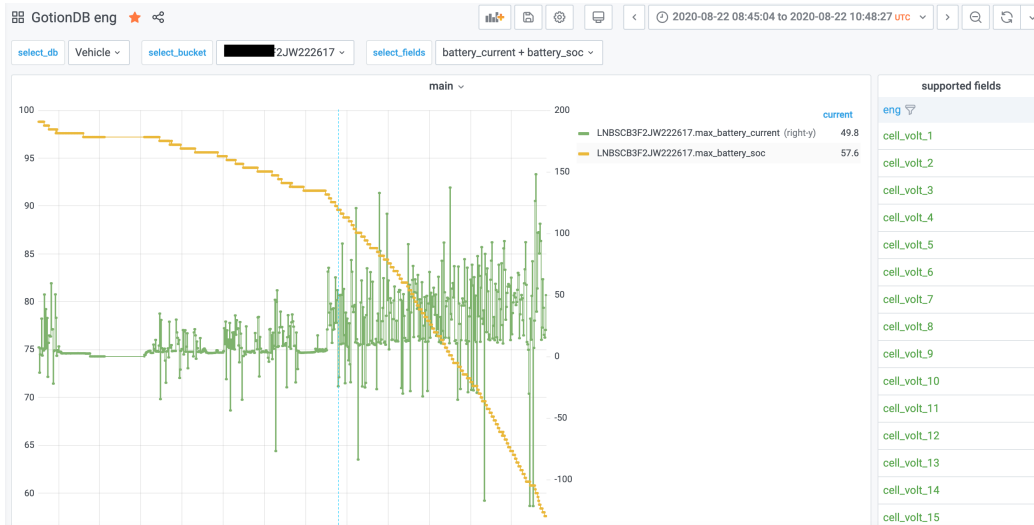 GotionDB eng
2020-08-22 08:45:04 to 2020-08-22 10:48:27 UTC
select_db Vehicle select_bucket 2JW222617 select_fields battery_current + battery_soc
main
supported fields
eng
cell_volt_1
cell_volt_2
cell_volt_3
cell_volt_4
cell_volt_5
cell_volt_6
cell_volt_7
cell_volt_8
cell_volt_9
cell_volt_10
cell_volt_11
cell_volt_12
cell_volt_13
cell_volt_14
cell_volt_15
100
95
90
85
80
75
70
65
60
200
150
100
50
0
-50
-100
current
LNBSCB3F2JW222617.max_battery_current (right-y) 49.8
LNBSCB3F2JW222617.max_battery_soc 57.6